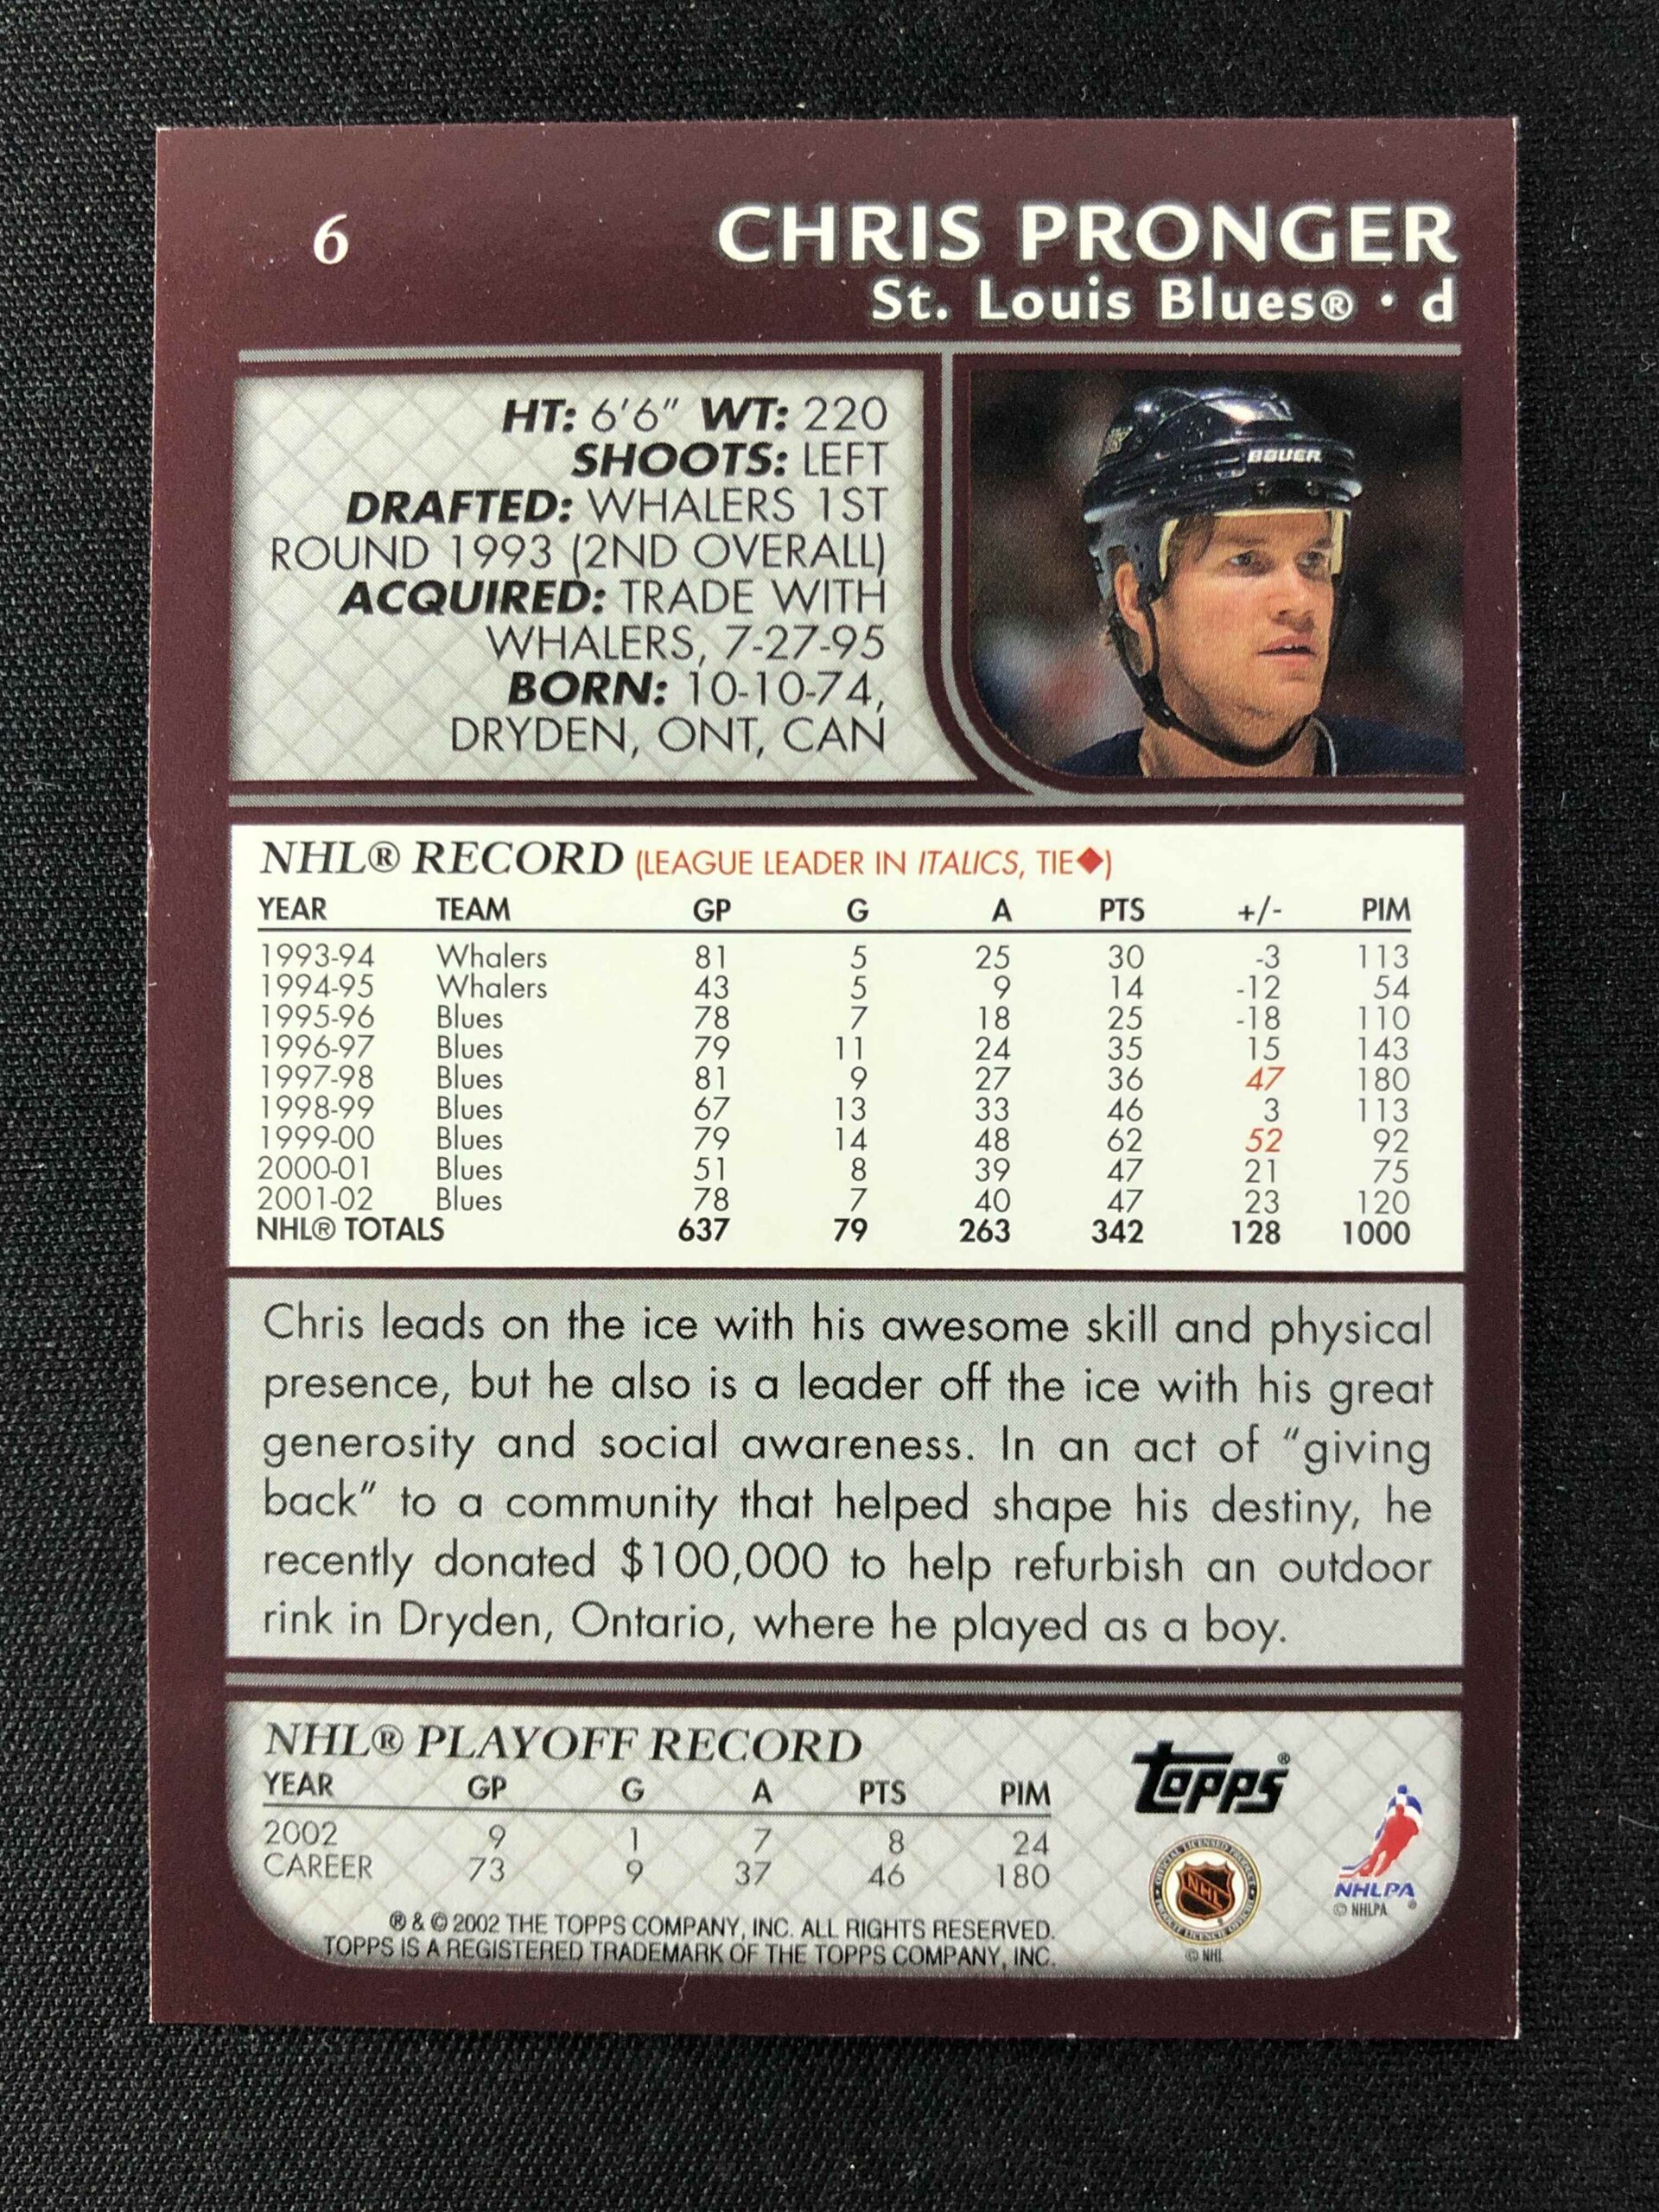 6
CHRIS PRONGER
St. Louis Blues® • d
HT: 6'6" WT: 220
SHOOTS: LEFT
DRAFTED: WHALERS 1ST
ROUND 1993 (2ND OVERALL)
ACQUIRED: TRADE WITH
WHALERS, 7-27-95
BORN: 10-10-74,
DRYDEN, ONT, CAN
BAUER
NHL® RECORD (LEAGUE LEADER IN ITALICS, TIE◆)
YEAR TEAM GP G A PTS +/- PIM
1993-94 Whalers 81 5 25 30 -3 113
1994-95 Whalers 43 5 9 14 -12 54
1995-96 Blues 78 7 18 25 -18 110
1996-97 Blues 79 11 24 35 15 143
1997-98 Blues 81 9 27 36 47 180
1998-99 Blues 67 13 33 46 3 113
1999-00 Blues 79 14 48 62 52 92
2000-01 Blues 51 8 39 47 21 75
2001-02 Blues 78 7 40 47 23 120
NHL® TOTALS 637 79 263 342 128 1000
Chris leads on the ice with his awesome skill and physical
presence, but he also is a leader off the ice with his great
generosity and social awareness. In an act of “giving
back” to a community that helped shape his destiny, he
recently donated $100,000 to help refurbish an outdoor
rink in Dryden, Ontario, where he played as a boy.
NHL® PLAYOFF RECORD
YEAR GP G A PTS PIM
2002 9 1 7 8 24
CAREER 73 9 37 46 180
® & © 2002 THE TOPPS COMPANY, INC. ALL RIGHTS RESERVED.
TOPPS IS A REGISTERED TRADEMARK OF THE TOPPS COMPANY, INC.
Topps®
NHL
© NHL
NHLPA ®
© NHLPA